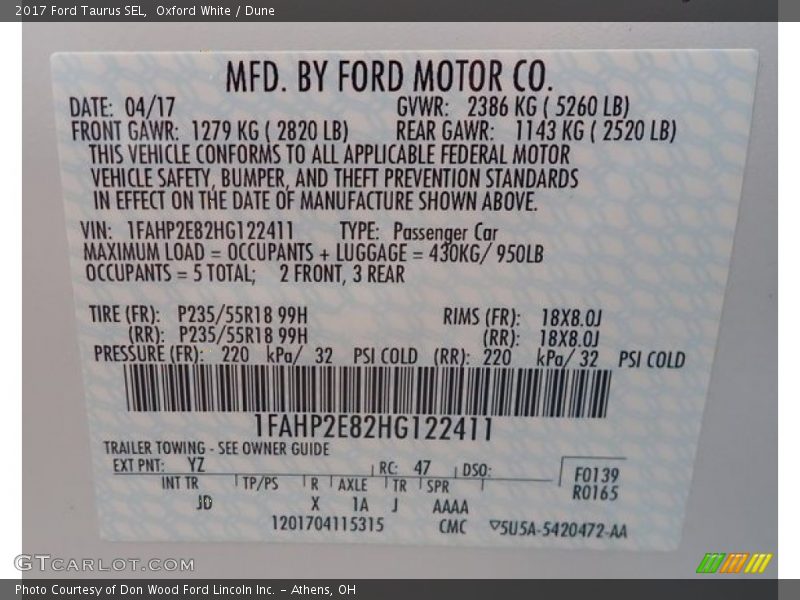 2017 Ford Taurus SEL,  Oxford White / Dune
MFD. BY FORD MOTOR CO.
DATE: 04/17 GVWR: 2386 KG ( 5260 LB)
FRONT GAWR: 1279 KG ( 2820 LB) REAR GAWR: 1143 KG ( 2520 LB)
THIS VEHICLE CONFORMS TO ALL APPLICABLE FEDERAL MOTOR
VEHICLE SAFETY, BUMPER, AND THEFT PREVENTION STANDARDS
IN EFFECT ON THE DATE OF MANUFACTURE SHOWN ABOVE.
VIN: 1FAHP2E82HG122411 TYPE: Passenger Car
MAXIMUM LOAD = OCCUPANTS + LUGGAGE = 430KG/ 950LB
OCCUPANTS = 5 TOTAL; 2 FRONT, 3 REAR
TIRE (FR): P235/55R18 99H RIMS (FR): 18X8.0J
(RR): P235/55R18 99H (RR): 18X8.0J
PRESSURE (FR): 220 kPa/ 32 PSI COLD (RR): 220 kPa/ 32 PSI COLD
1FAHP2E82HG122411
TRAILER TOWING - SEE OWNER GUIDE
EXT PNT: YZ RC: 47 DSO: F0139
INT TR TP/PS R AXLE TR SPR R0165
JD X 1A J AAAA
1201704115315 CMC 5U5A-5420472-AA
GTCARLOT.COM
Photo Courtesy of Don Wood Ford Lincoln Inc. – Athens, OH